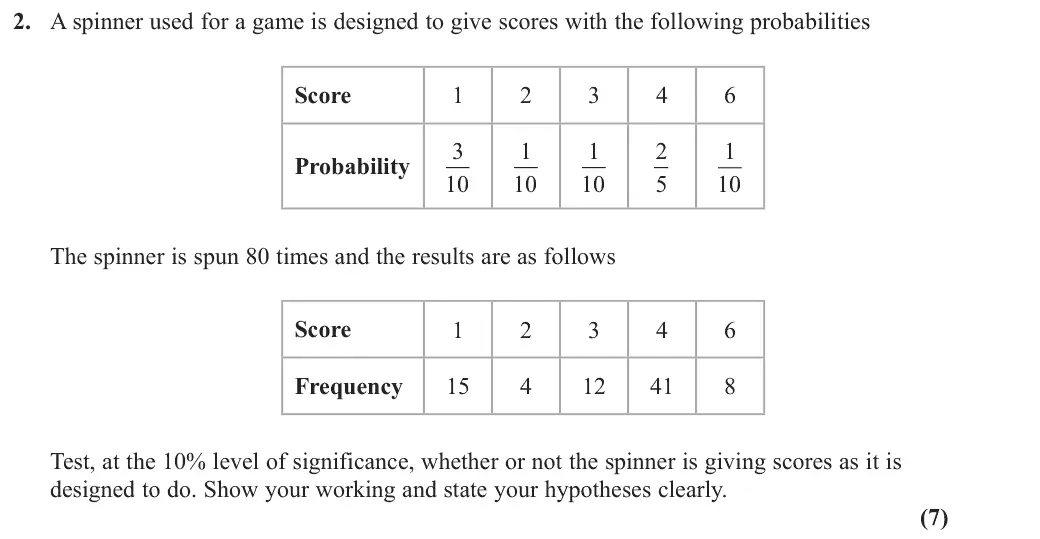 2. A spinner used for a game is designed to give scores with the following probabilities
Score 1 2 3 4 6
Probability 3/10 1/10 1/10 2/5 1/10
The spinner is spun 80 times and the results are as follows
Score 1 2 3 4 6
Frequency 15 4 12 41 8
Test, at the 10% level of significance, whether or not the spinner is giving scores as it is
designed to do. Show your working and state your hypotheses clearly.
(7)